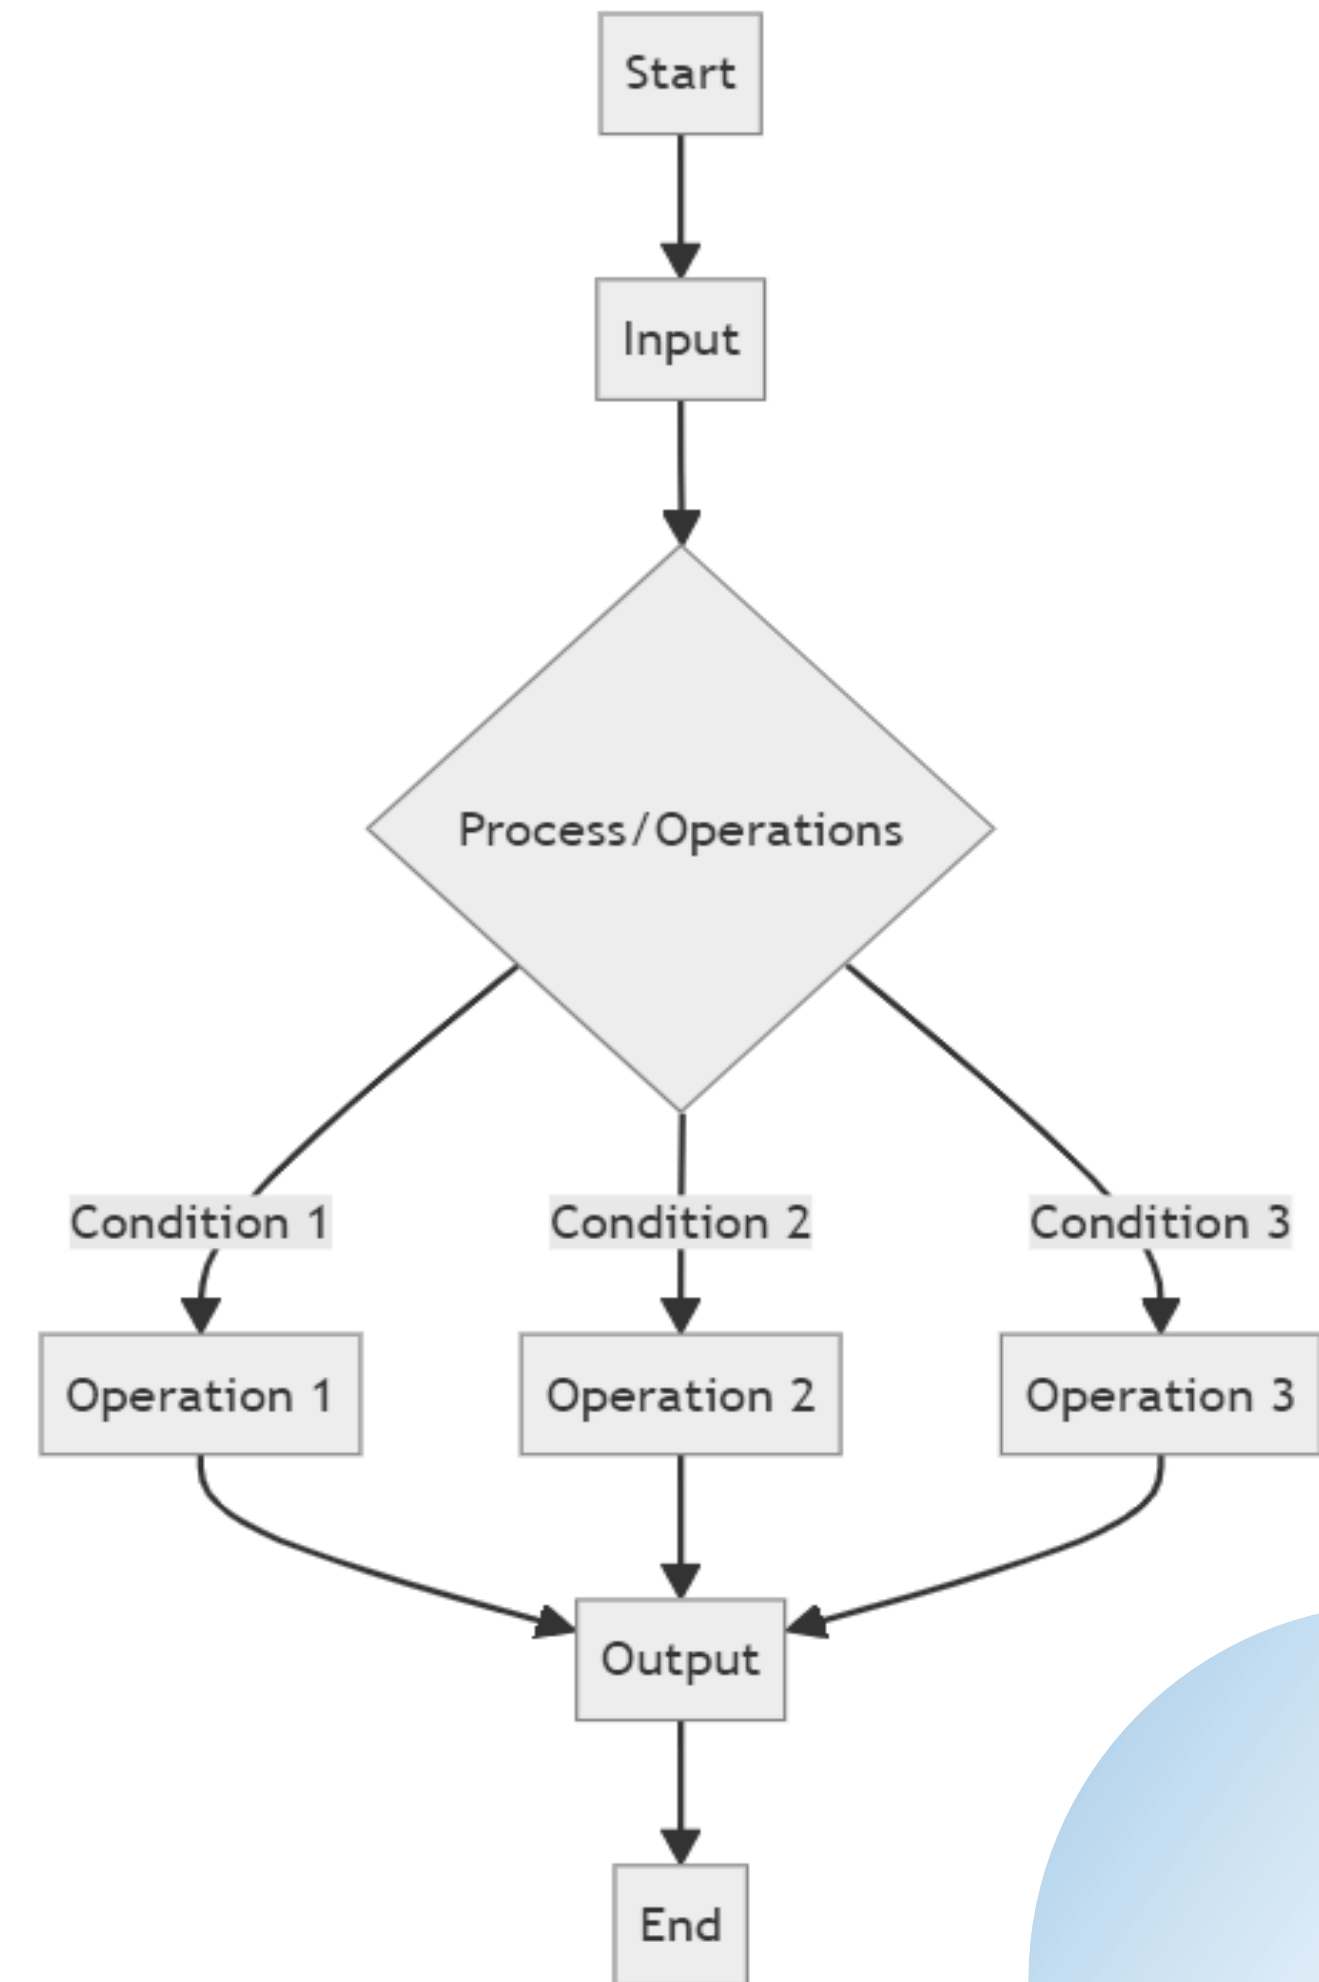 Start
Input
Process/Operations
Condition 1
Condition 2
Condition 3
Operation 1
Operation 2
Operation 3
Output
End